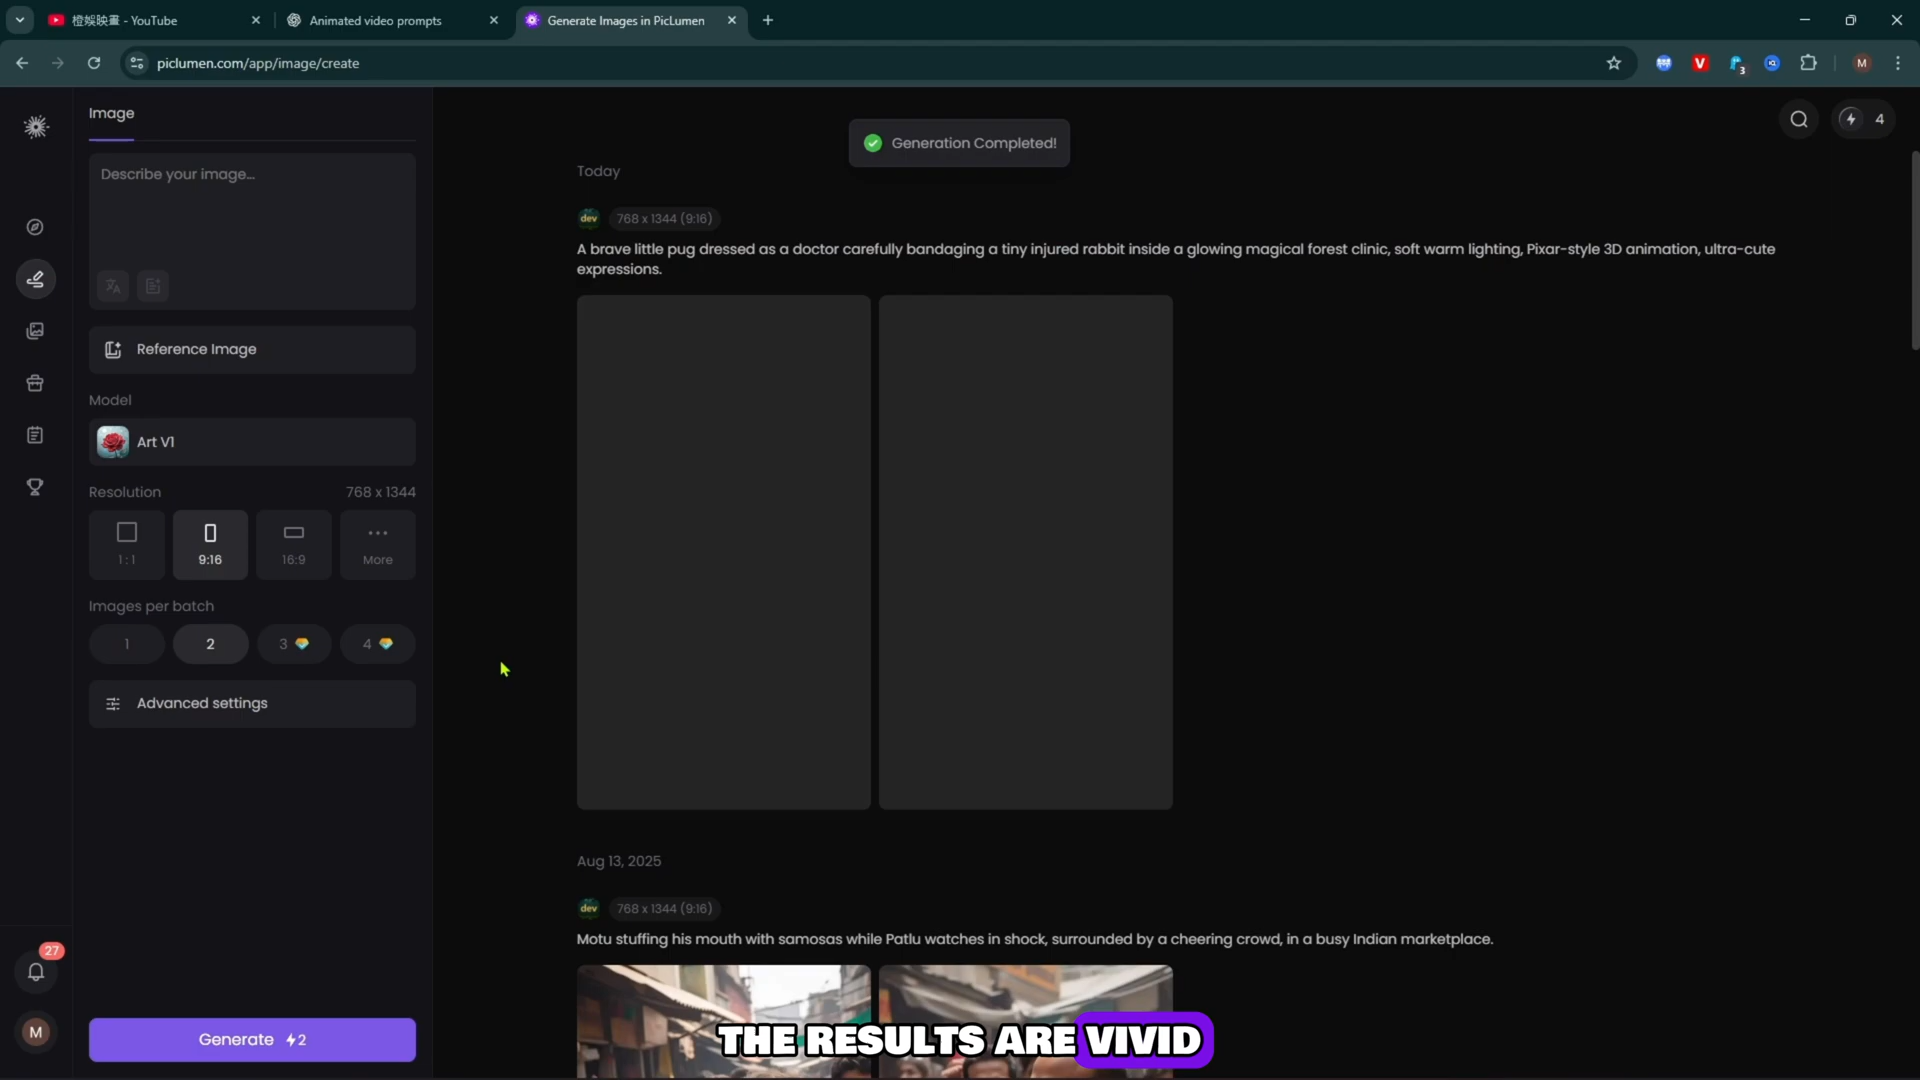 橙娛映畫 - YouTube
Animated video prompts
Generate Images in PicLumen
piclumen.com/app/image/create
V
3
M
Image
Describe your image...
Reference Image
Model
Art V1
Resolution
768 x 1344
1 : 1
9:16
16:9
More
Images per batch
1
2
3
4
Advanced settings
27
M
Generate 2
Generation Completed!
4
Today
dev
768 x 1344 (9:16)
A brave little pug dressed as a doctor carefully bandaging a tiny injured rabbit inside a glowing magical forest clinic, soft warm lighting, Pixar-style 3D animation, ultra-cute
expressions.
Aug 13, 2025
dev
768 x 1344 (9:16)
Motu stuffing his mouth with samosas while Patlu watches in shock, surrounded by a cheering crowd, in a busy Indian marketplace.
THE RESULTS ARE VIVID